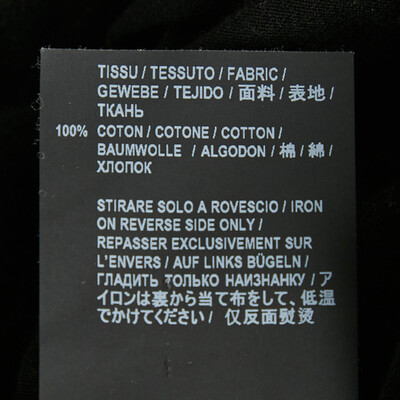 TISSU / TESSUTO / FABRIC /
GEWEBE / TEJIDO / 面料 / 表地 /
ТКАНЬ
100% COTON / COTONE / COTTON /
BAUMWOLLE / ALGODON / 棉 / 綿 /
ХЛОПОК
STIRARE SOLO A ROVESCIO / IRON
ON REVERSE SIDE ONLY /
REPASSER EXCLUSIVEMENT SUR
L'ENVERS / AUF LINKS BÜGELN /
ГЛАДИТЬ ТОЛЬКО НАИЗНАНКУ / ア
イロンは裏から当て布をして、低温
でかけてください / 仅反面熨烫